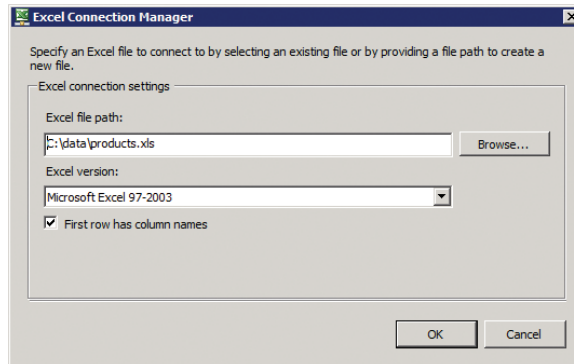 Excel Connection Manager
Specify an Excel file to connect to by selecting an existing file or by providing a file path to create a
new file.
Excel connection settings
Excel file path:
C:\data\products.xls
Browse...
Excel version:
Microsoft Excel 97-2003
First row has column names
OK
Cancel